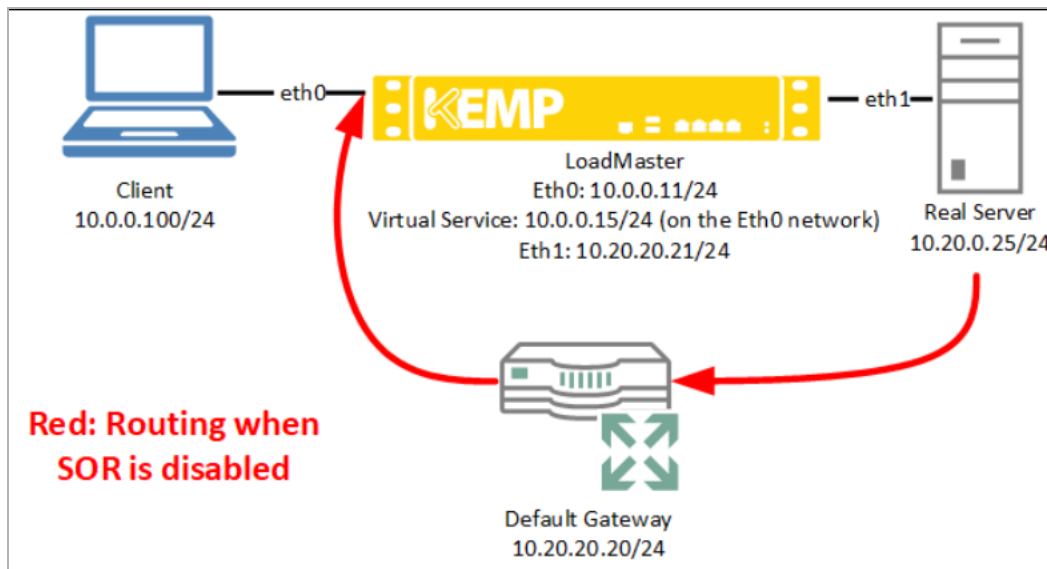 eth0
KEMP
eth1
LoadMaster
Eth0: 10.0.0.11/24
Virtual Service: 10.0.0.15/24 (on the Eth0 network)
Eth1: 10.20.20.21/24
Client
10.0.0.100/24
Real Server
10.20.0.25/24
Red: Routing when
SOR is disabled
Default Gateway
10.20.20.20/24